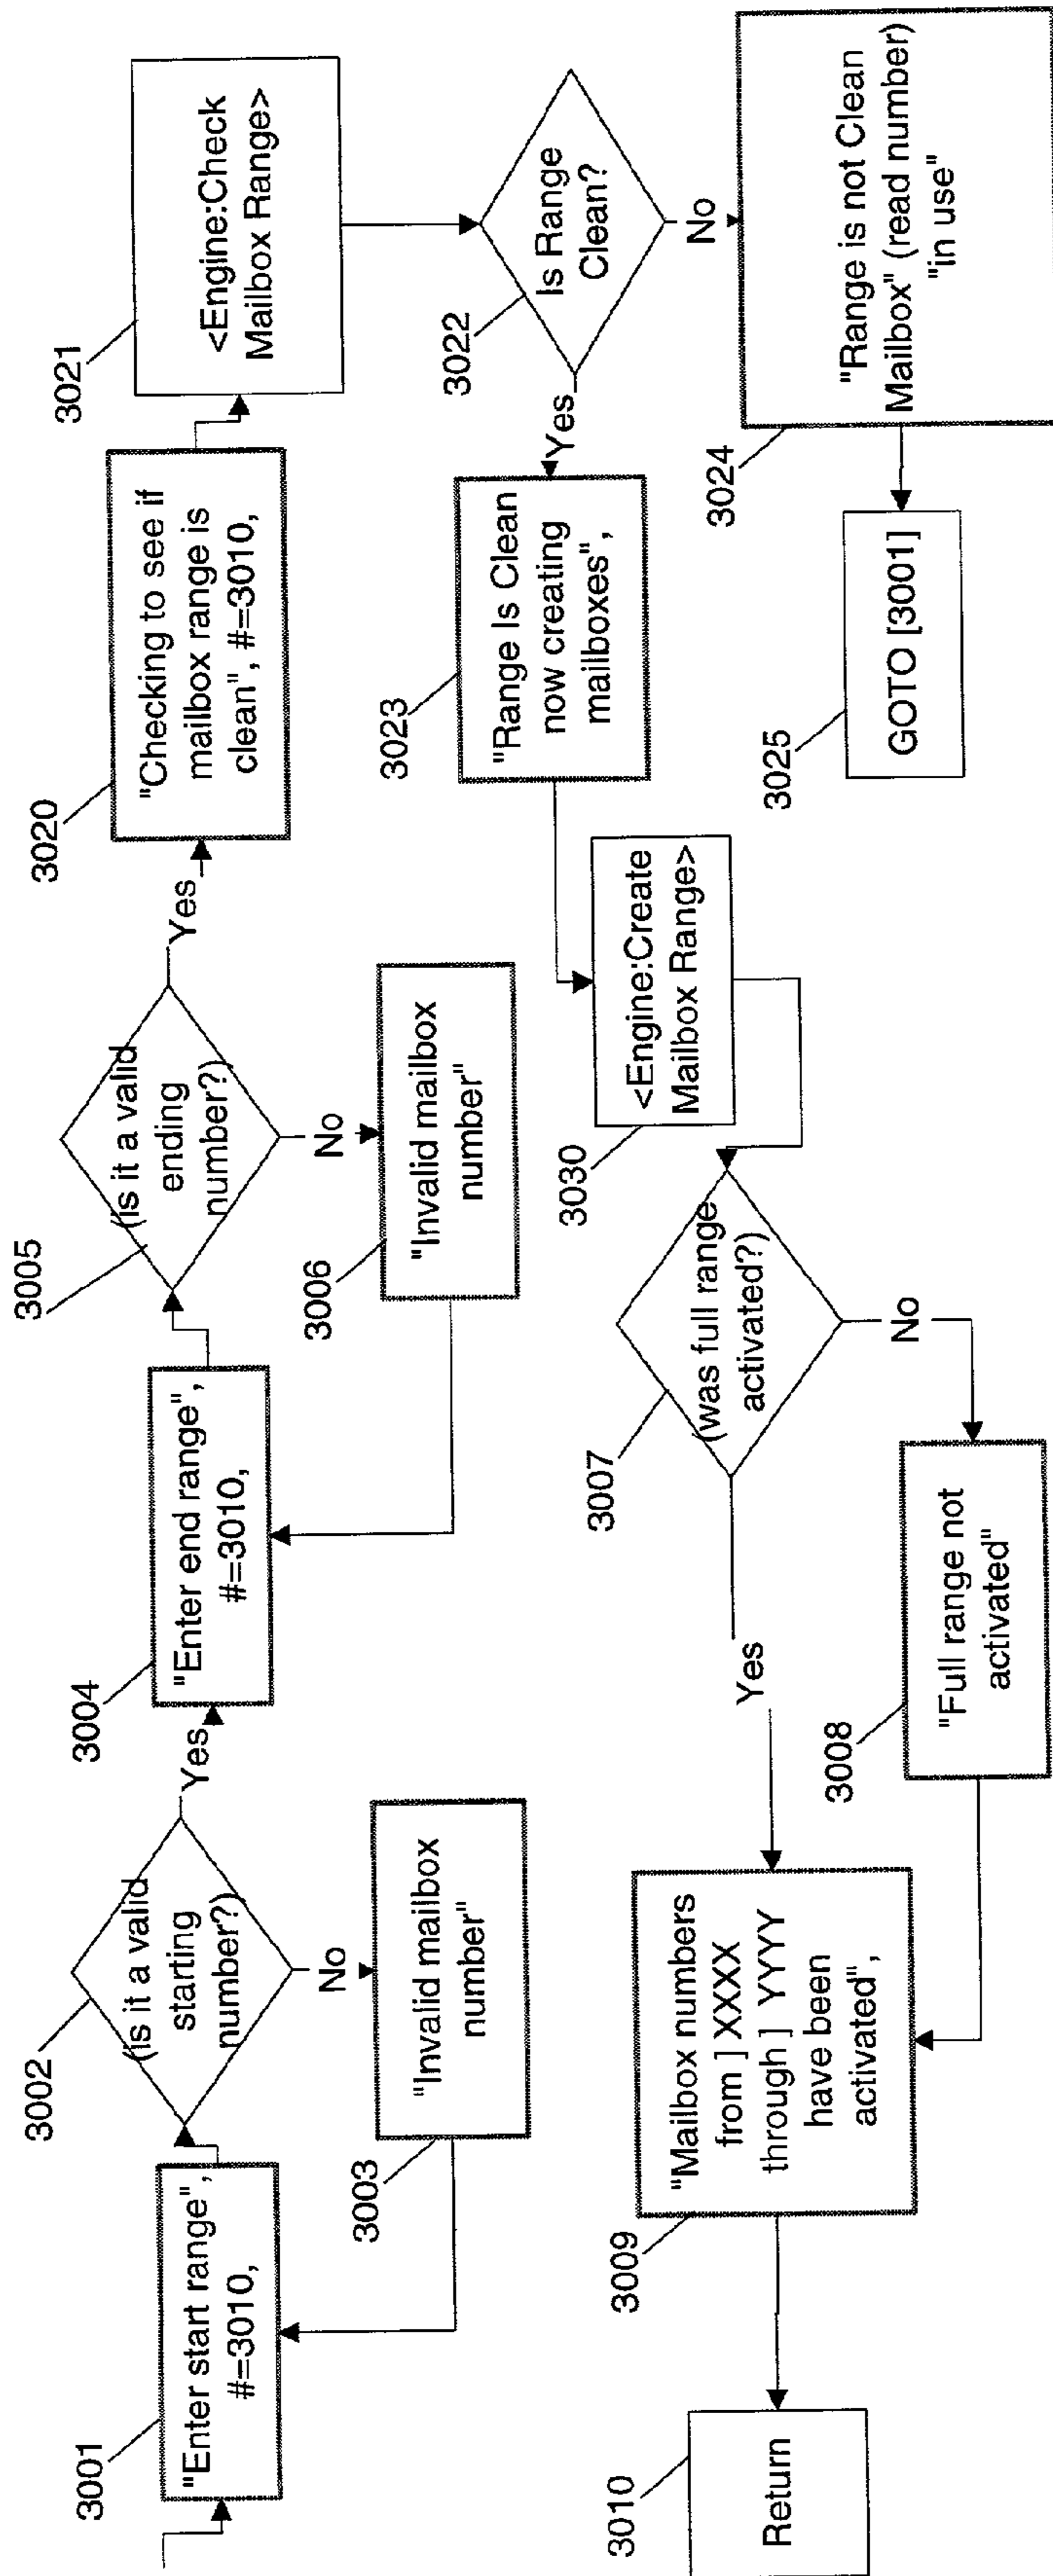 3001
"Enter start range",
#=3010,
3002
(is it a valid
starting
number?)
Yes
No
3003
"Invalid mailbox
number"
3004
"Enter end range",
#=3010,
3005
(is it a valid
ending
number?)
Yes
No
3006
"Invalid mailbox
number"
3020
"Checking to see if
mailbox range is
clean", #=3010,
3021
<Engine:Check
Mailbox Range>
3022
Is Range
Clean?
Yes
No
3023
"Range Is Clean
now creating
mailboxes",
3024
"Range is not Clean
Mailbox" (read number)
"in use"
3025
GOTO [3001]
3030
<Engine:Create
Mailbox Range>
3007
(was full range
activated?)
Yes
No
3008
"Full range not
activated"
3009
"Mailbox numbers
from ] XXXX
through ] YYYY
have been
activated",
3010
Return